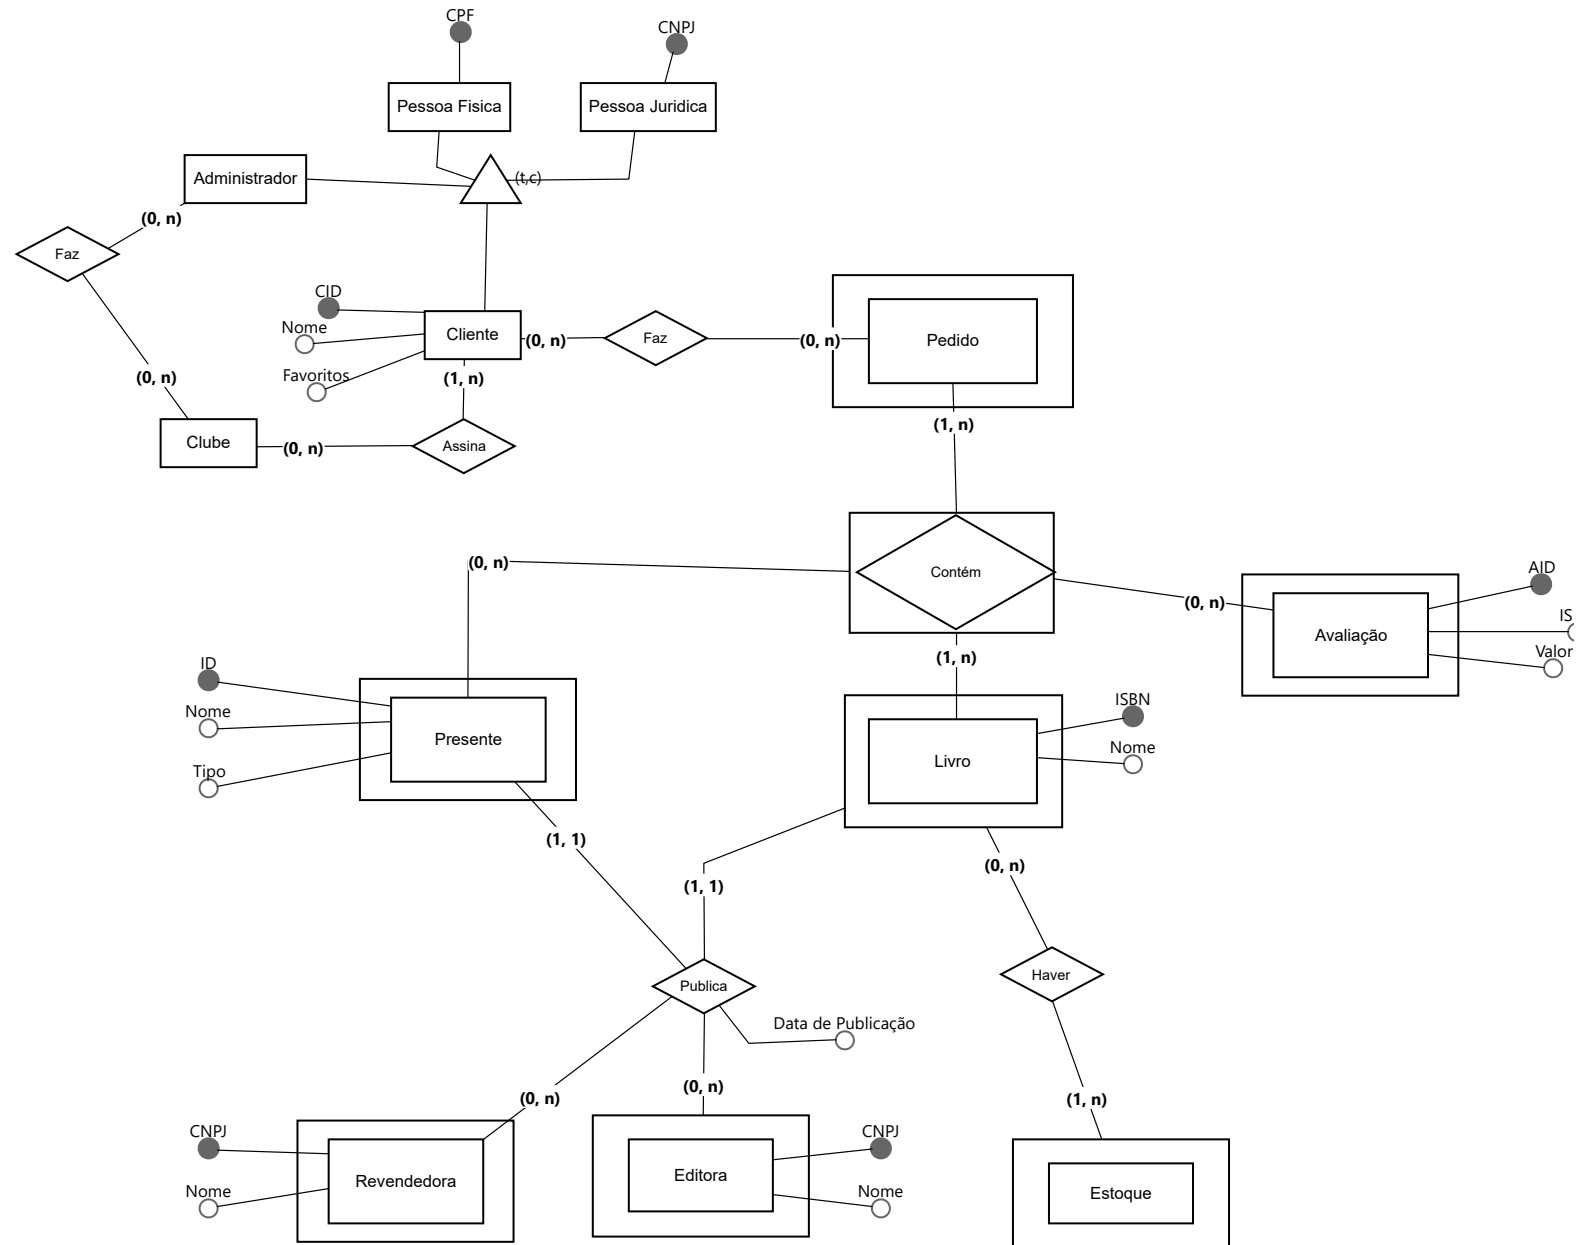 CPF
CNPJ
Pessoa Fisica
Pessoa Juridica
Administrador
(t,c)
(0, n)
Faz
CID
Nome
Cliente
(0, n)
Faz
(0, n)
Pedido
Favoritos
(0, n)
(1, n)
(1, n)
Clube
(0, n)
Assina
(0, n)
Contém
AID
(0, n)
IS
Avaliação
Valor
(1, n)
ID
ISBN
Nome
Presente
Nome
Livro
Tipo
(1, 1)
(0, n)
(1, 1)
Haver
Publica
Data de Publicação
(0, n)
(0, n)
(1, n)
CNPJ
CNPJ
Revendedora
Editora
Nome
Nome
Estoque